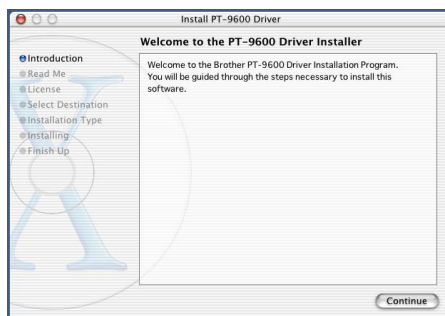 Install PT-9600 Driver
Welcome to the PT-9600 Driver Installer
Introduction
Read Me
License
Select Destination
Installation Type
Installing
Finish Up
Welcome to the Brother PT-9600 Driver Installation Program.
You will be guided through the steps necessary to install this
software.
Continue